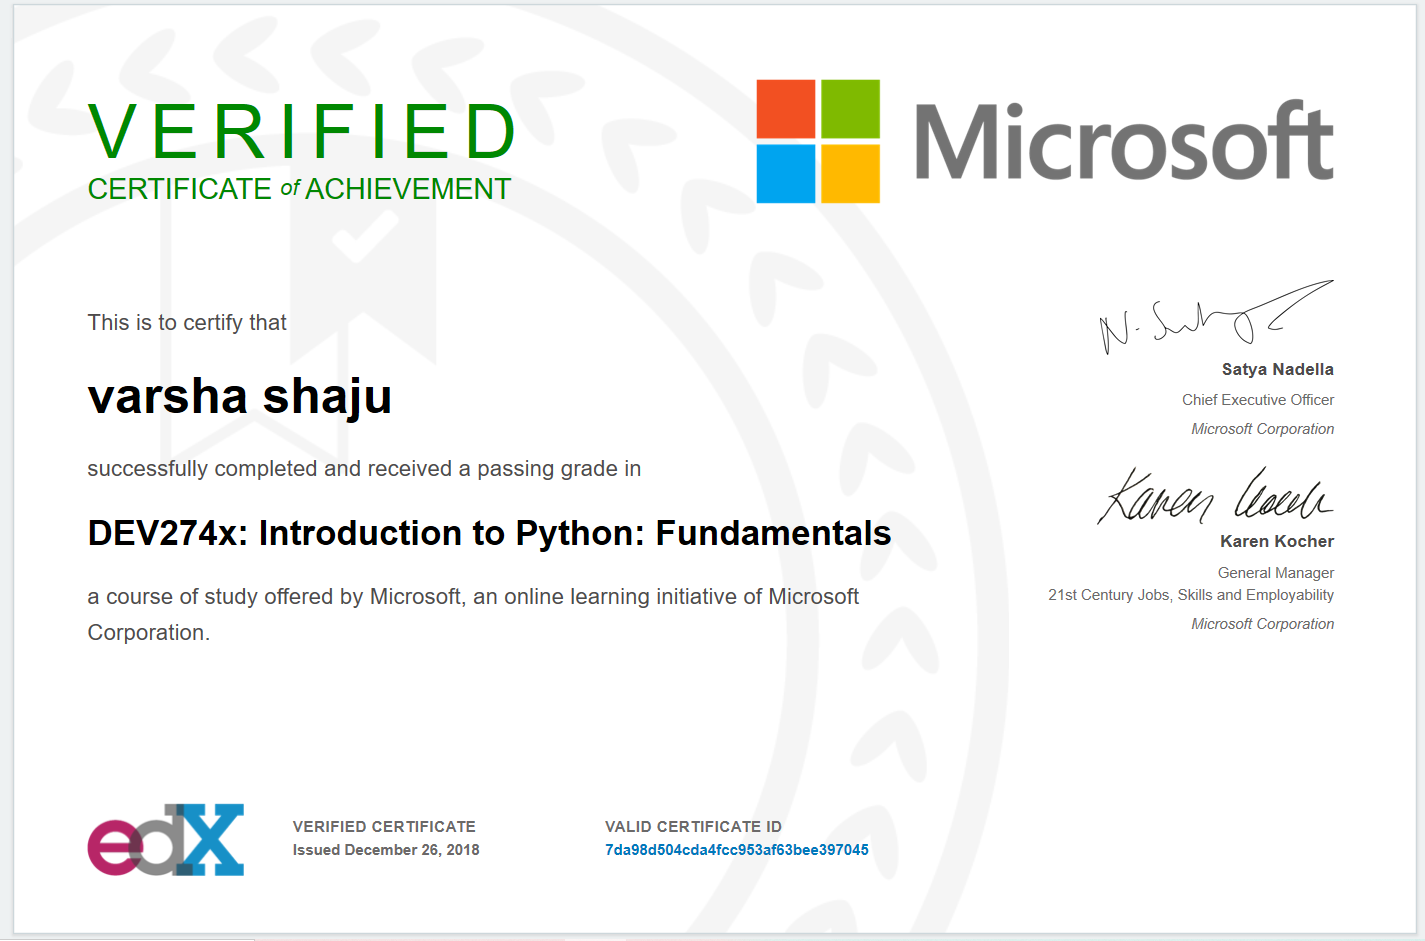 VERIFIED
CERTIFICATE of ACHIEVEMENT
Microsoft
This is to certify that
varsha shaju
successfully completed and received a passing grade in
DEV274x: Introduction to Python: Fundamentals
a course of study offered by Microsoft, an online learning initiative of Microsoft
Corporation.
N. Satya
Satya Nadella
Chief Executive Officer
Microsoft Corporation
Karen Kocher
Karen Kocher
General Manager
21st Century Jobs, Skills and Employability
Microsoft Corporation
edX
VERIFIED CERTIFICATE
Issued December 26, 2018
VALID CERTIFICATE ID
7da98d504cda4fcc953af63bee397045